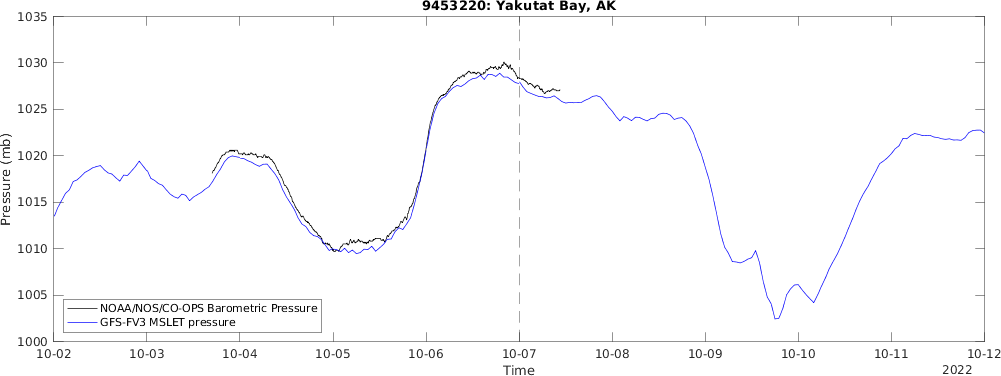 9453220: Yakutat Bay, AK
1035
1030
1025
1020
1015
1010
1005
1000
Pressure (mb)
NOAA/NOS/CO-OPS Barometric Pressure
GFS-FV3 MSLET pressure
10-02 10-03 10-04 10-05 10-06 10-07 10-08 10-09 10-10 10-11 10-12
Time
2022